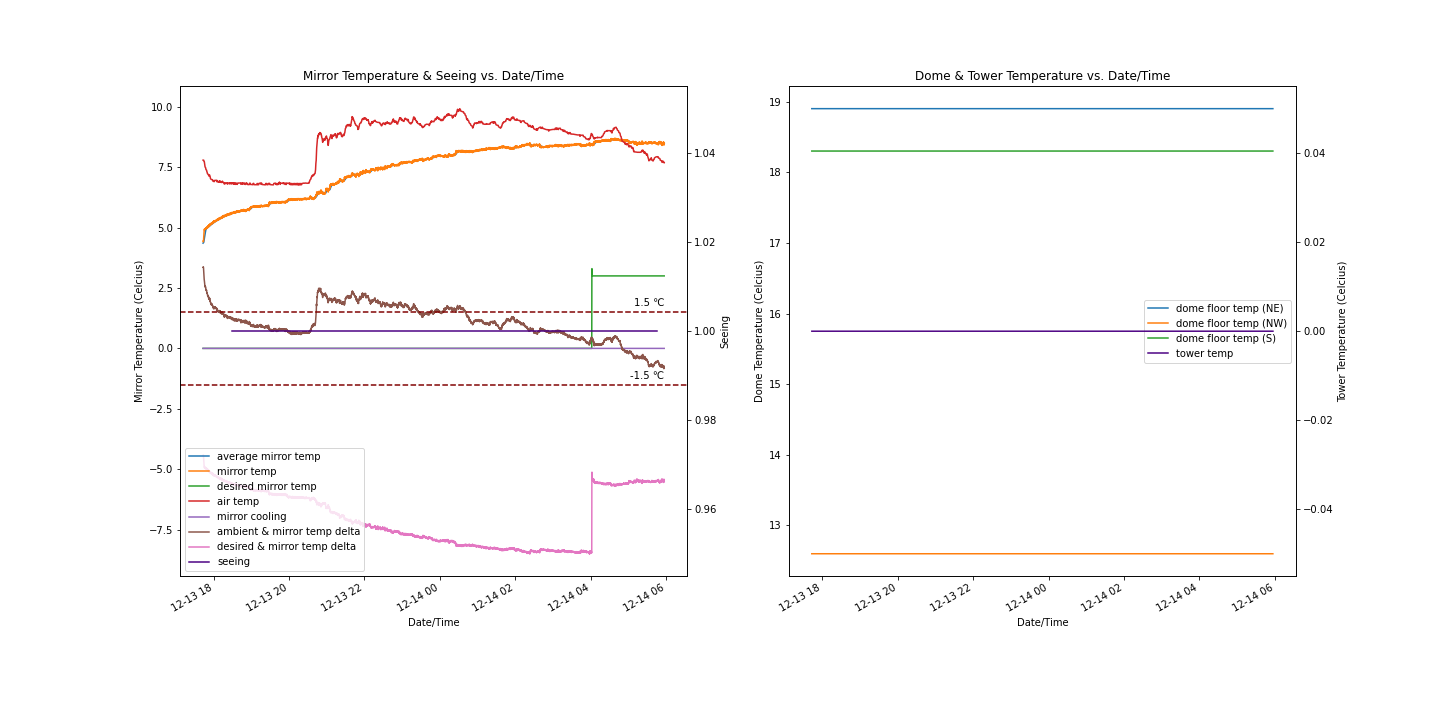 Mirror Temperature & Seeing vs. Date/Time
10.0
7.5
5.0
2.5
0.0
−2.5
−5.0
−7.5
Mirror Temperature (Celcius)
1.5 °C
-1.5 °C
average mirror temp
mirror temp
desired mirror temp
air temp
mirror cooling
ambient & mirror temp delta
desired & mirror temp delta
seeing
1.04
1.02
1.00
0.98
0.96
Seeing
12-13 18
12-13 20
12-13 22
12-14 00
12-14 02
12-14 04
12-14 06
Date/Time
Dome & Tower Temperature vs. Date/Time
19
18
17
16
15
14
13
Dome Temperature (Celcius)
dome floor temp (NE)
dome floor temp (NW)
dome floor temp (S)
tower temp
0.04
0.02
0.00
−0.02
−0.04
Tower Temperature (Celcius)
12-13 18
12-13 20
12-13 22
12-14 00
12-14 02
12-14 04
12-14 06
Date/Time